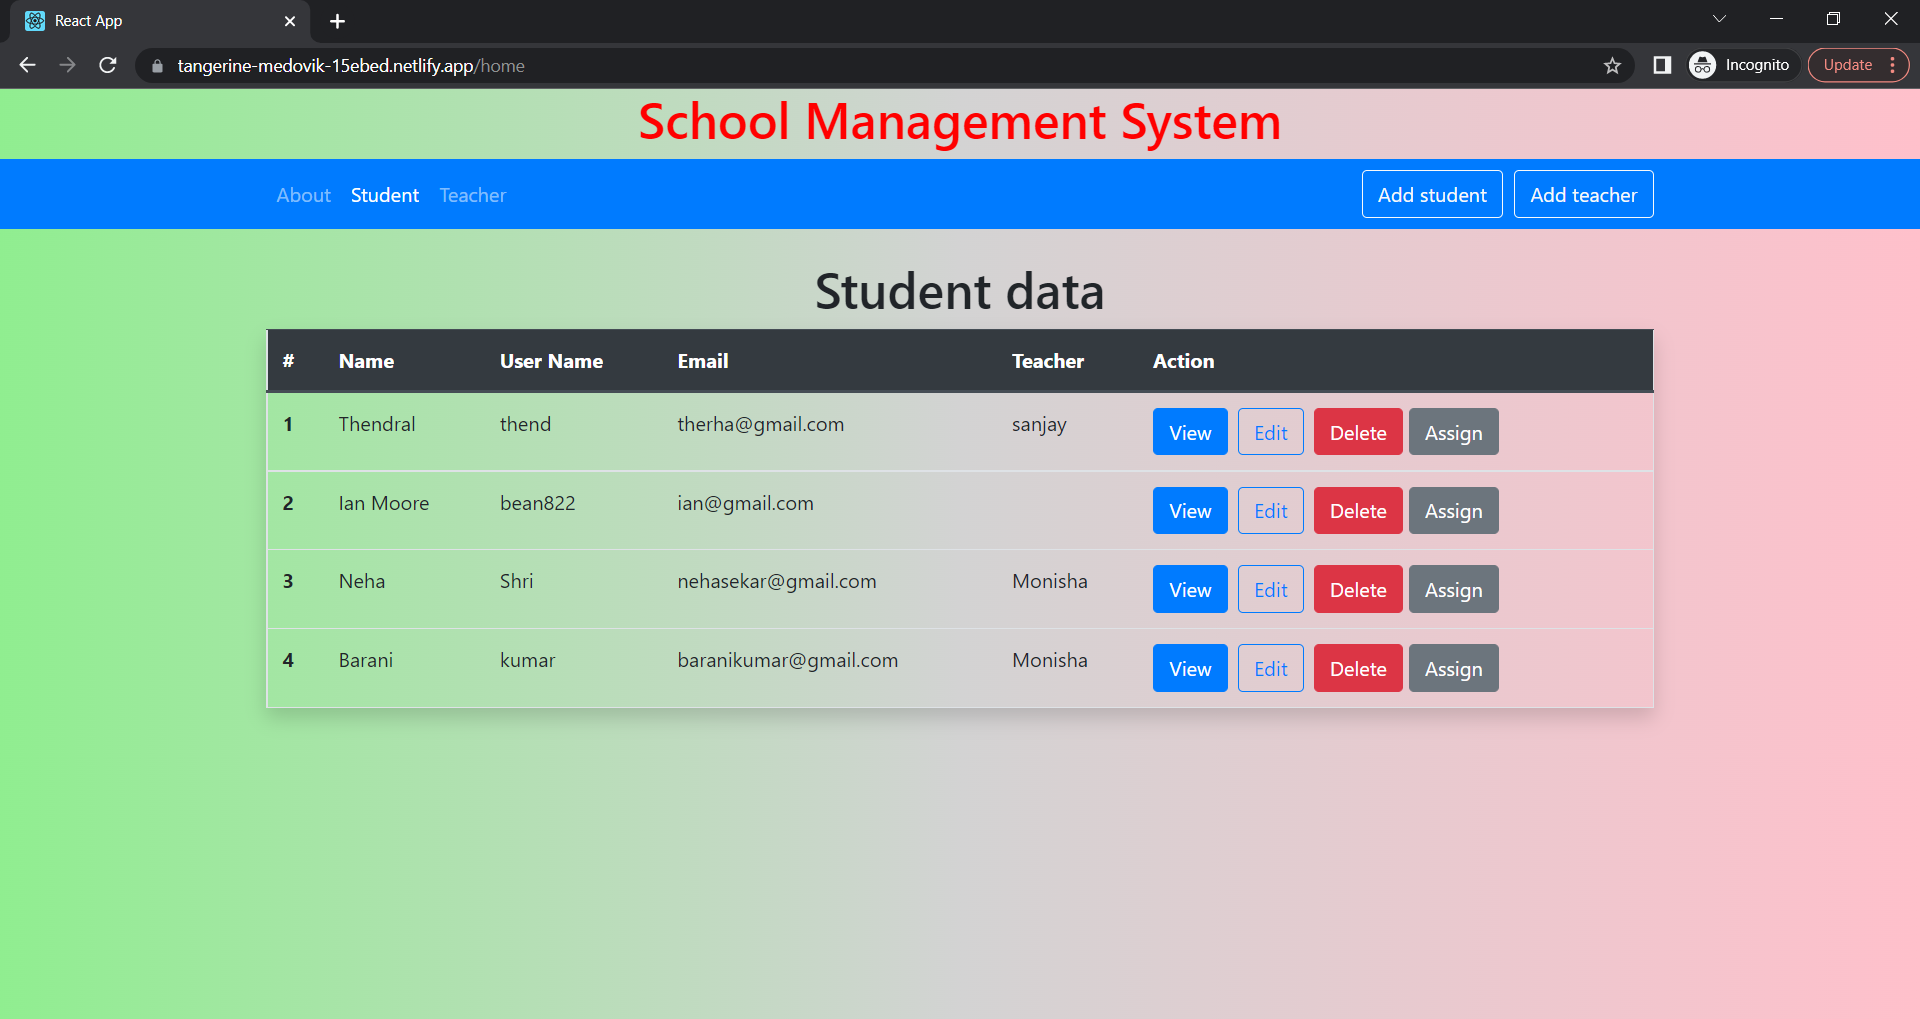 React App
tangerine-medovik-15ebed.netlify.app/home
Incognito
Update
School Management System
About Student Teacher Add student Add teacher
Student data
# Name User Name Email Teacher Action
1 Thendral thend therha@gmail.com sanjay View Edit Delete Assign
2 Ian Moore bean822 ian@gmail.com View Edit Delete Assign
3 Neha Shri nehasekar@gmail.com Monisha View Edit Delete Assign
4 Barani kumar baranikumar@gmail.com Monisha View Edit Delete Assign